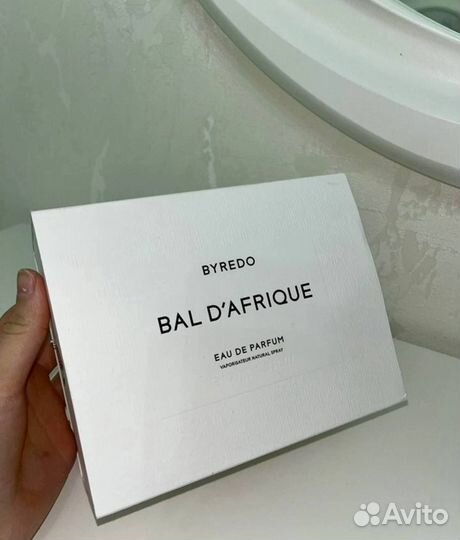 BYREDO
BAL D'AFRIQUE
EAU DE PARFUM
VAPORISATEUR NATURAL SPRAY
Avito